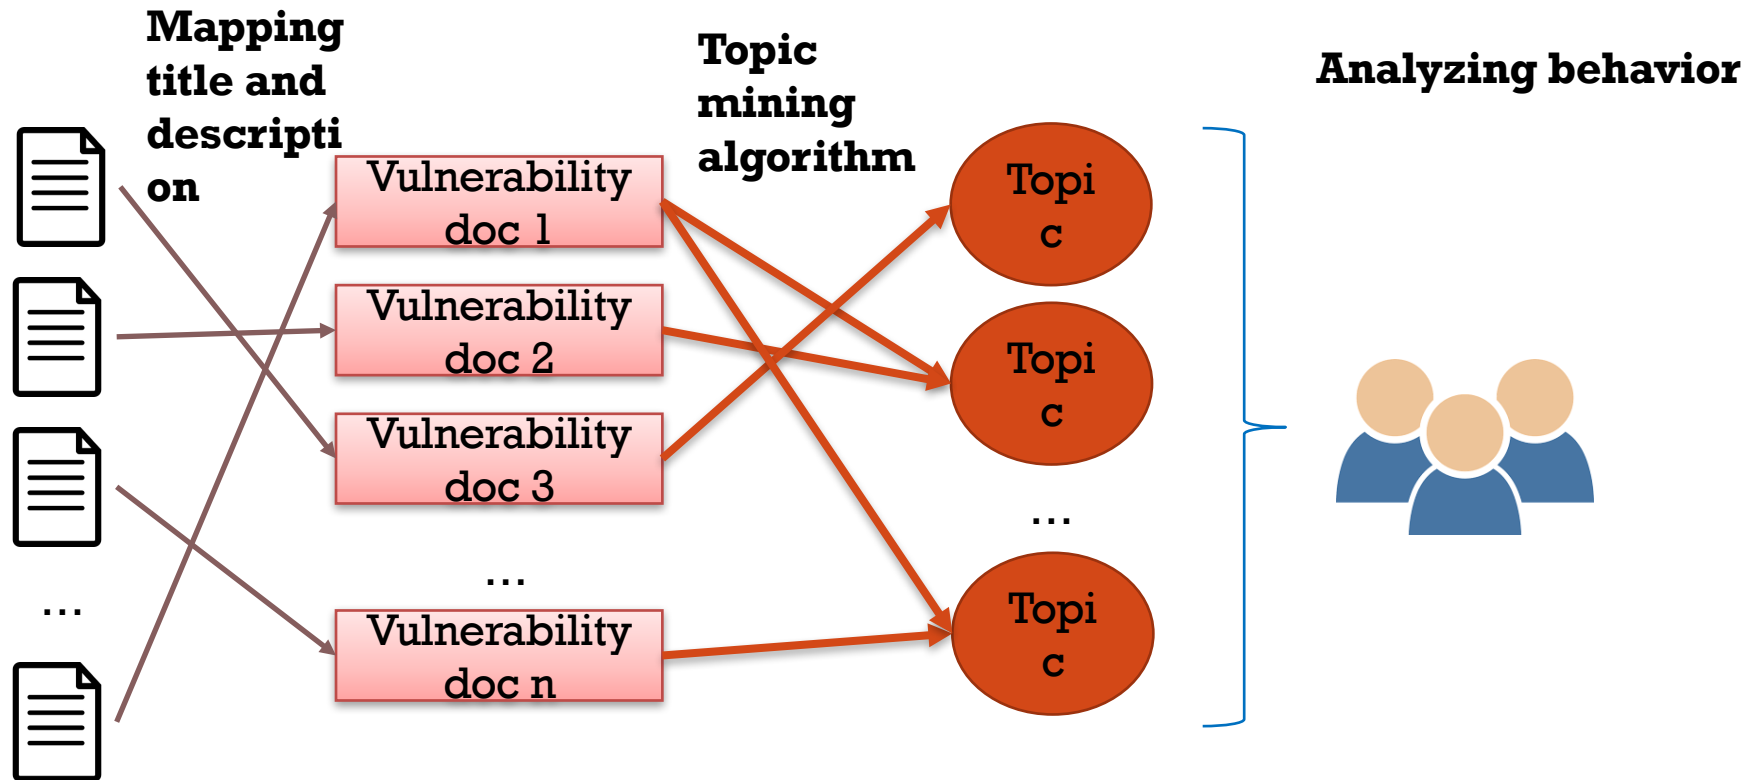 Mapping
title and
descripti
on
Topic
mining
algorithm
Analyzing behavior
Vulnerability
doc 1
Vulnerability
doc 2
Vulnerability
doc 3
...
Vulnerability
doc n
Topi
c
Topi
c
...
Topi
c
...